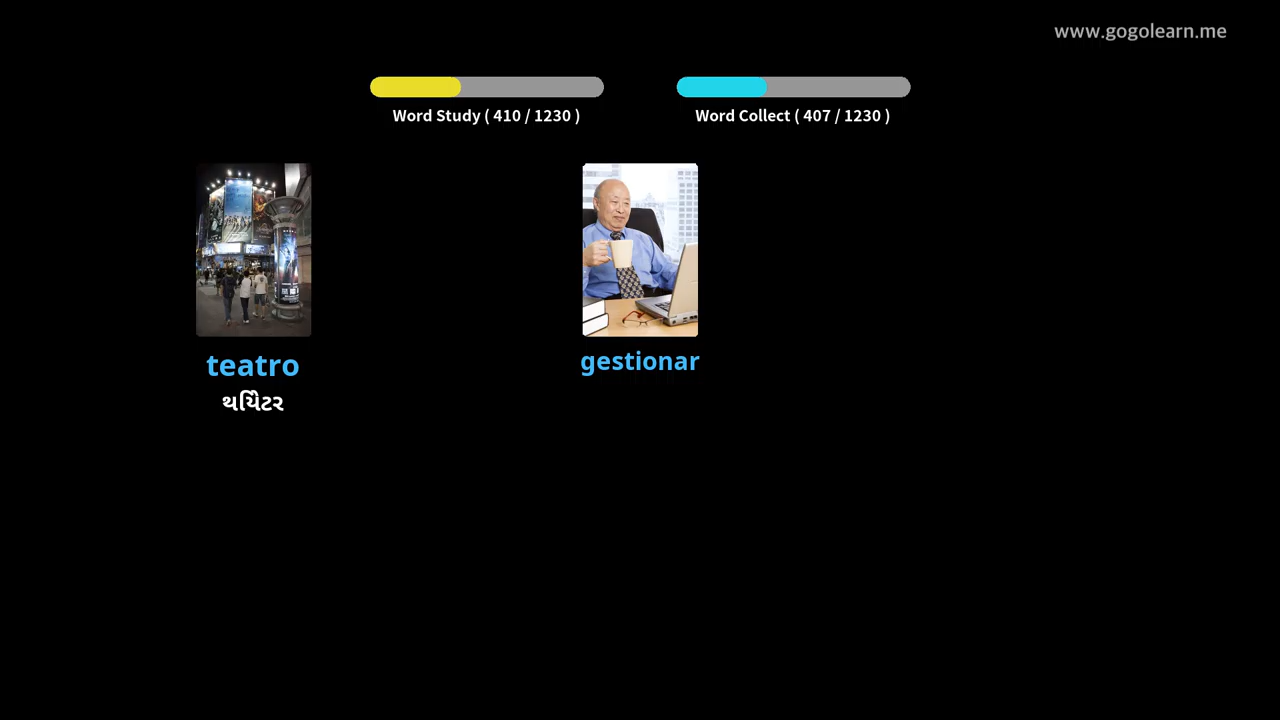 www.gogolearn.me
Word Study ( 410 / 1230 )
Word Collect ( 407 / 1230 )
teatro
gestionar
થિયેટર